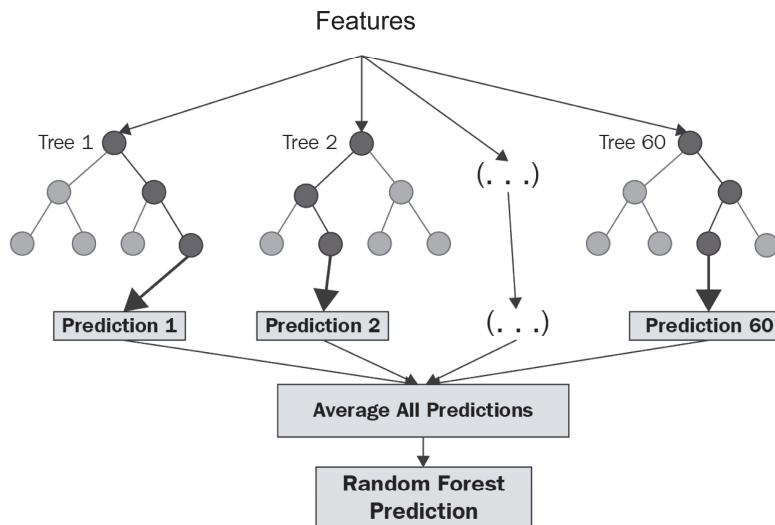 Features
Tree 1
Tree 2
(. . .)
Tree 60
Prediction 1
Prediction 2
(. . .)
Prediction 60
Average All Predictions
Random Forest
Prediction